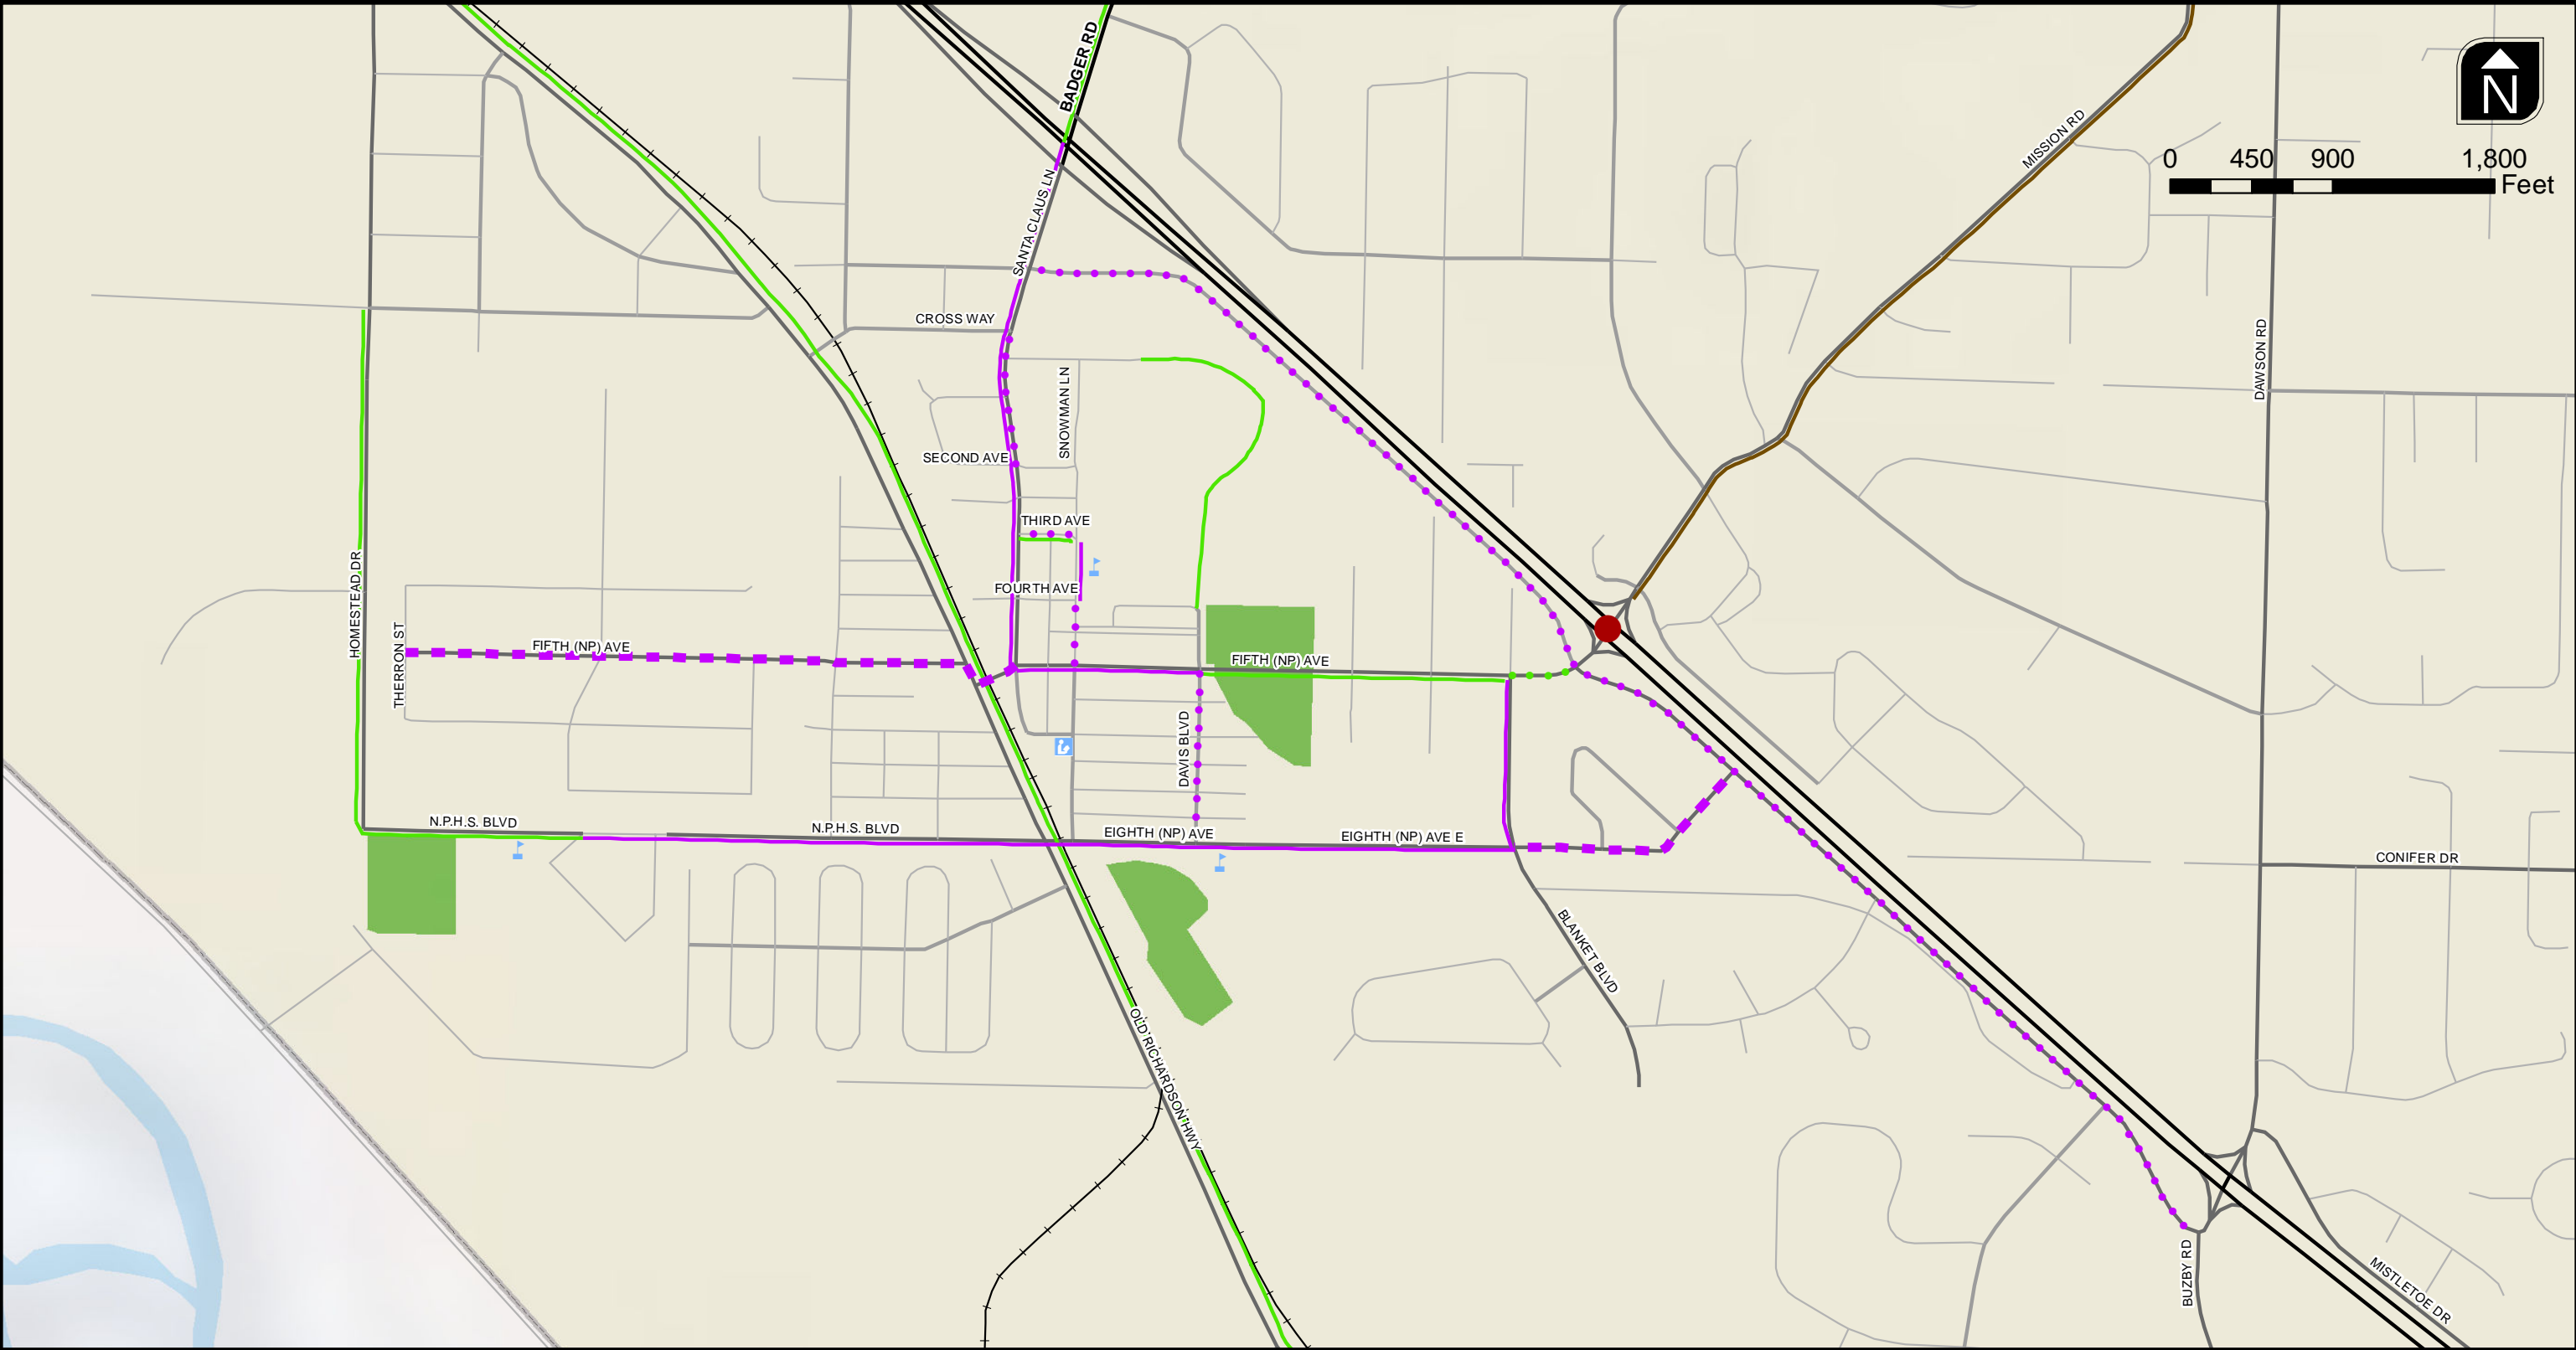 BADGER RD
N
MISSION RD
0 450 900 1,800
Feet
SANTA CLAUS LN
CROSS WAY
DAWSON RD
SNOWMAN LN
SECOND AVE
THIRD AVE
HOMESTEAD DR
FOURTH AVE
THERRON ST
FIFTH (NP) AVE
FIFTH (NP) AVE
DAVIS BLVD
N.P.H.S. BLVD
N.P.H.S. BLVD
EIGHTH (NP) AVE
EIGHTH (NP) AVE E
CONIFER DR
BLANKET BLVD
OLD RICHARDSON HWY
BUZBY RD
MISTLETOE DR